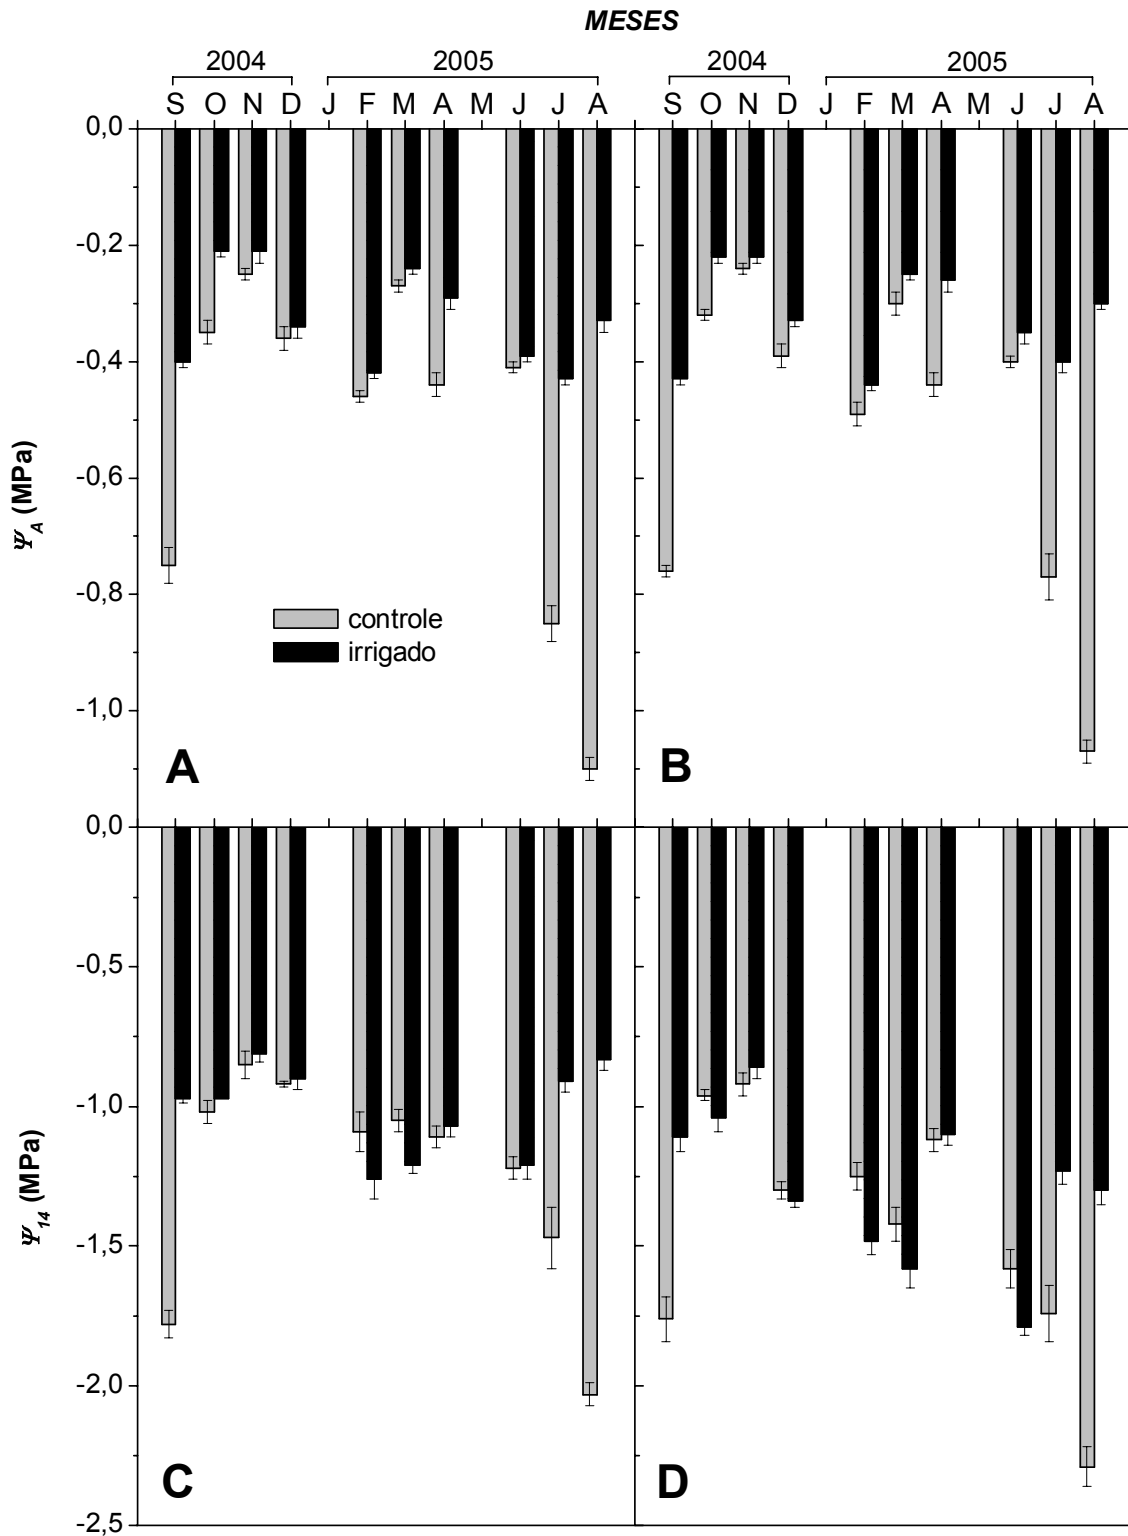 MESES
2004 2005 2004 2005
S O N D J F M A M J J A S O N D J F M A M J J A
0,0
-0,2
-0,4
-0,6
-0,8
-1,0
ΨA (MPa)
controle
irrigado
A B
0,0
-0,5
-1,0
-1,5
-2,0
-2,5
Ψ14 (MPa)
C D